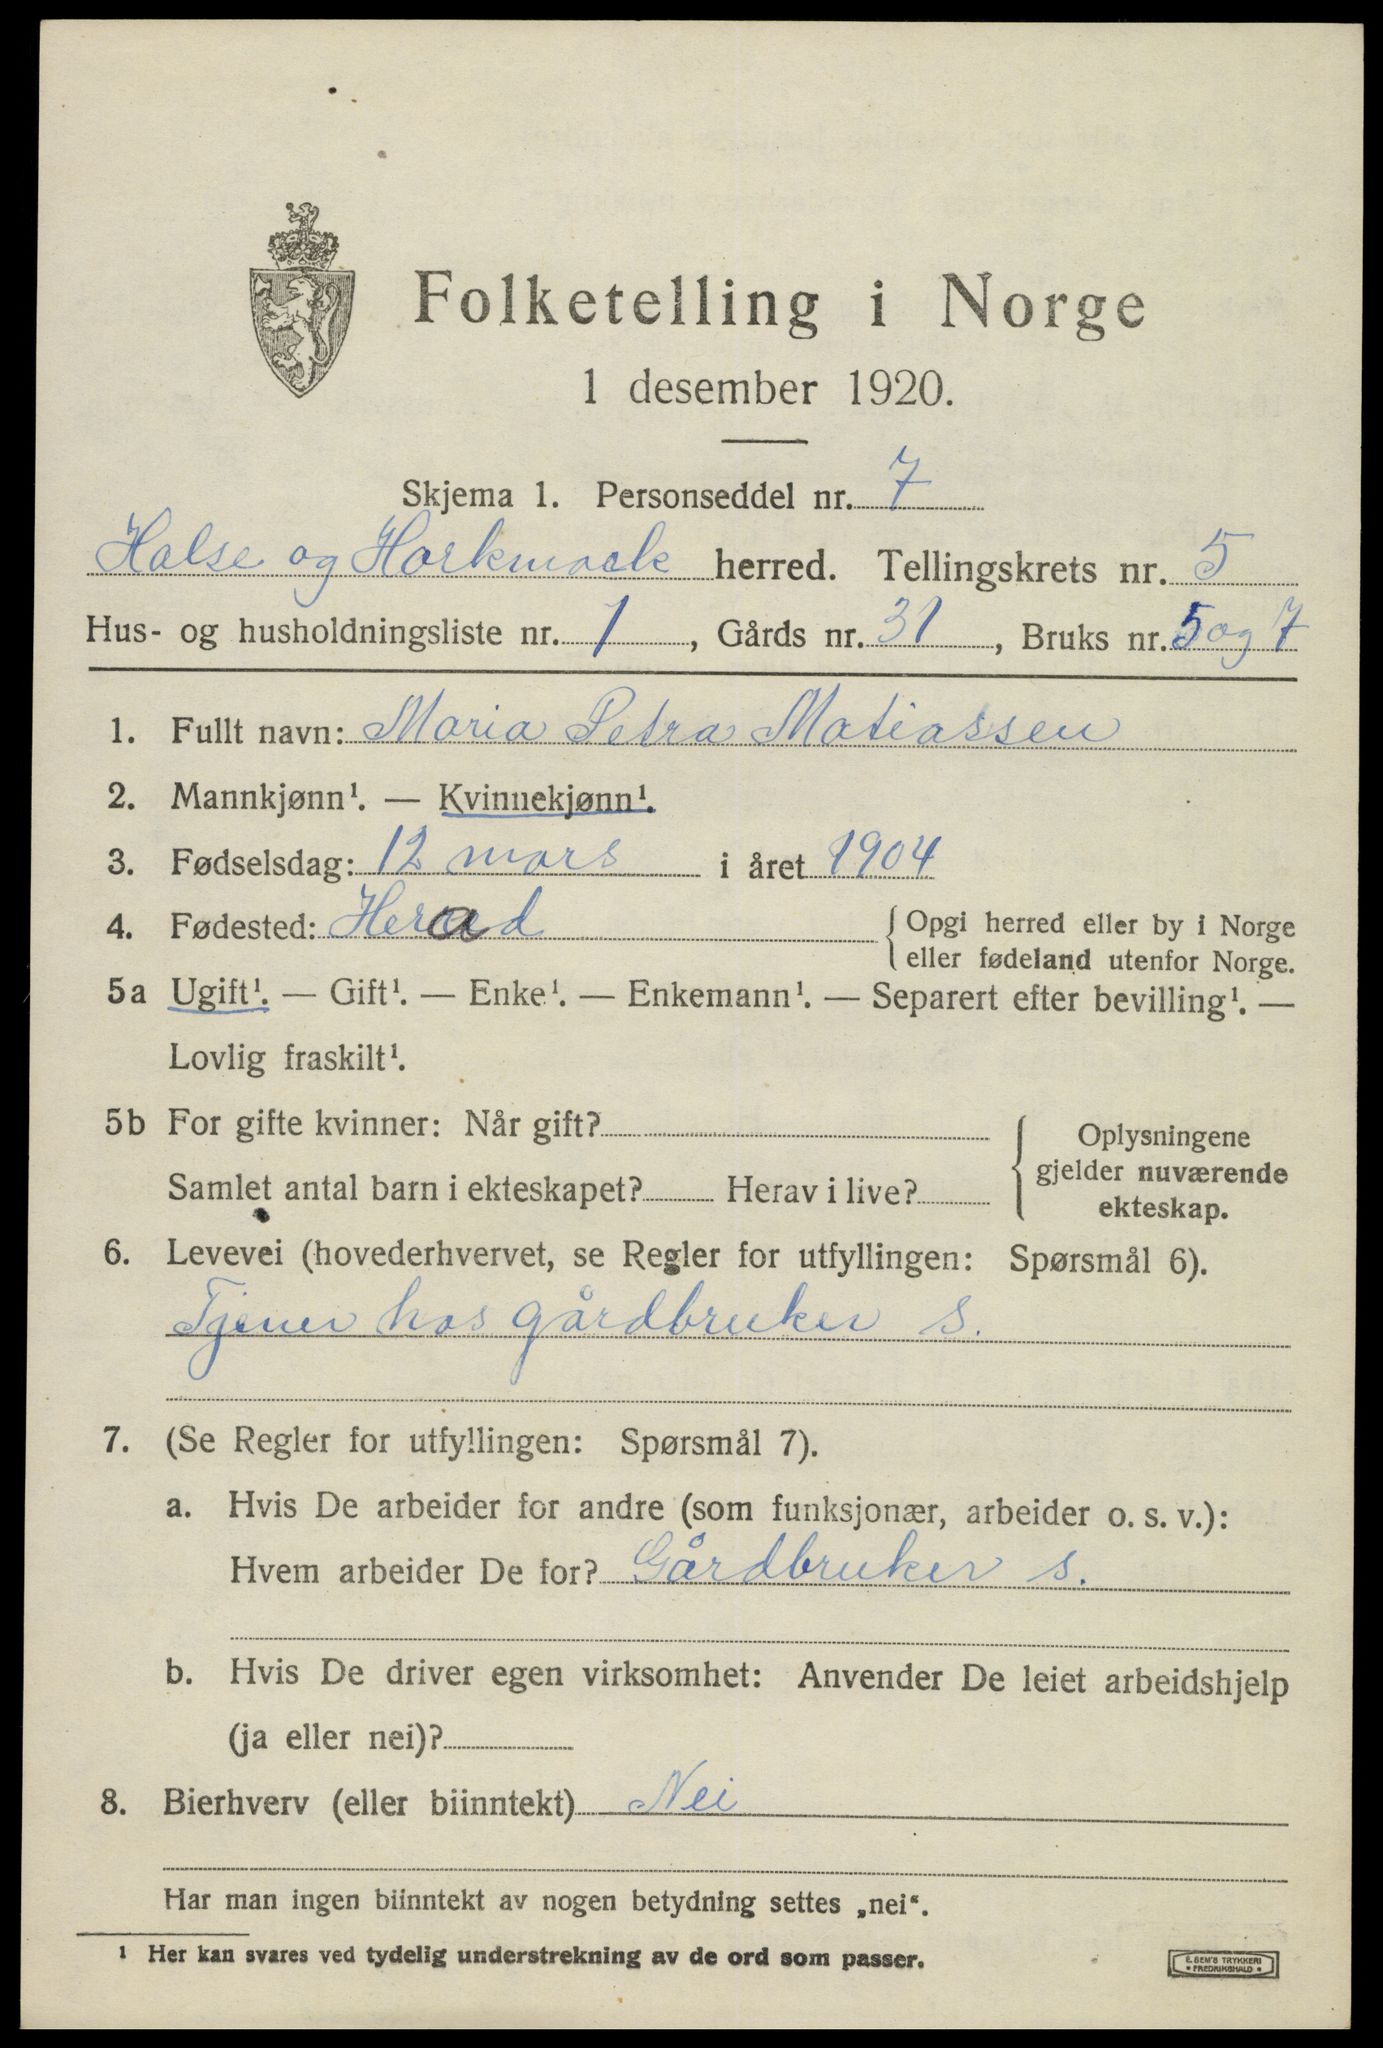 Folketelling i Norge
1 desember 1920.
Skjema 1. Personseddel nr. 7
Halse og Harkmark herred. Tellingskrets nr. 5
Hus- og husholdningsliste nr. 1, Gårds nr. 31, Bruks nr. 5 og 7
1. Fullt navn: Maria Petra Matiassen
2. Mannkjønn¹. — Kvinnekjønn¹.
3. Fødselsdag: 12 mars i året 1904
4. Fødested: Herad { Opgi herred eller by i Norge
eller fødeland utenfor Norge.
5a Ugift¹. — Gift¹. — Enke¹. — Enkemann¹. — Separert efter bevilling¹. —
Lovlig fraskilt¹.
5b For gifte kvinner: Når gift?
Samlet antal barn i ekteskapet? Herav i live?
Oplysningene
gjelder nuværende
ekteskap.
6. Levevei (hovederhvervet, se Regler for utfyllingen: Spørsmål 6).
Tjener hos gårdbruker s.
7. (Se Regler for utfyllingen: Spørsmål 7).
a. Hvis De arbeider for andre (som funksjonær, arbeider o. s. v.):
Hvem arbeider De for? Gårdbruker s.
b. Hvis De driver egen virksomhet: Anvender De leiet arbeidshjelp
(ja eller nei)?
8. Bierhverv (eller biinntekt) Nei
Har man ingen biinntekt av nogen betydning settes „nei“.
¹ Her kan svares ved tydelig understrekning av de ord som passer.
E. SEM'S TRYKKERI
FREDRIKSHALD